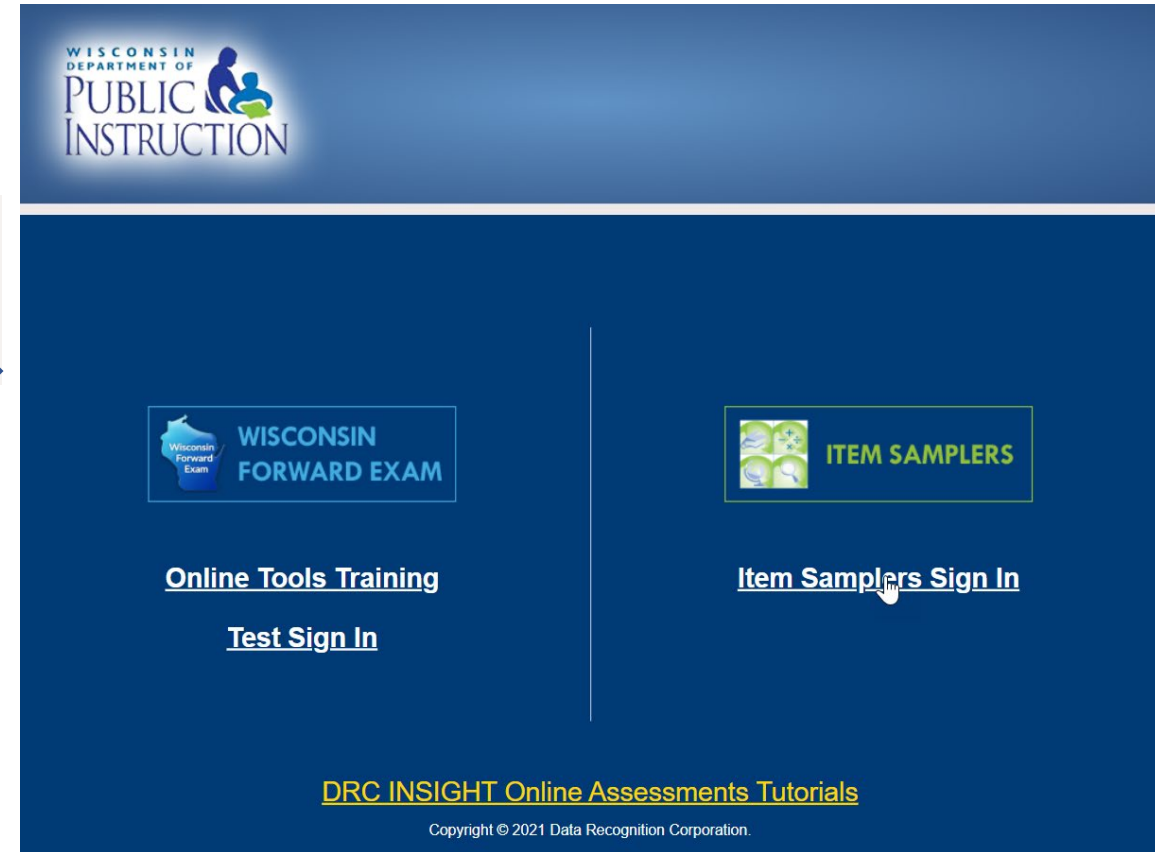 WISCONSIN
DEPARTMENT OF
PUBLIC
INSTRUCTION
Wisconsin
Forward
Exam
WISCONSIN
FORWARD EXAM
Online Tools Training
Test Sign In
ITEM SAMPLERS
Item Samplers Sign In
DRC INSIGHT Online Assessments Tutorials
Copyright © 2021 Data Recognition Corporation.